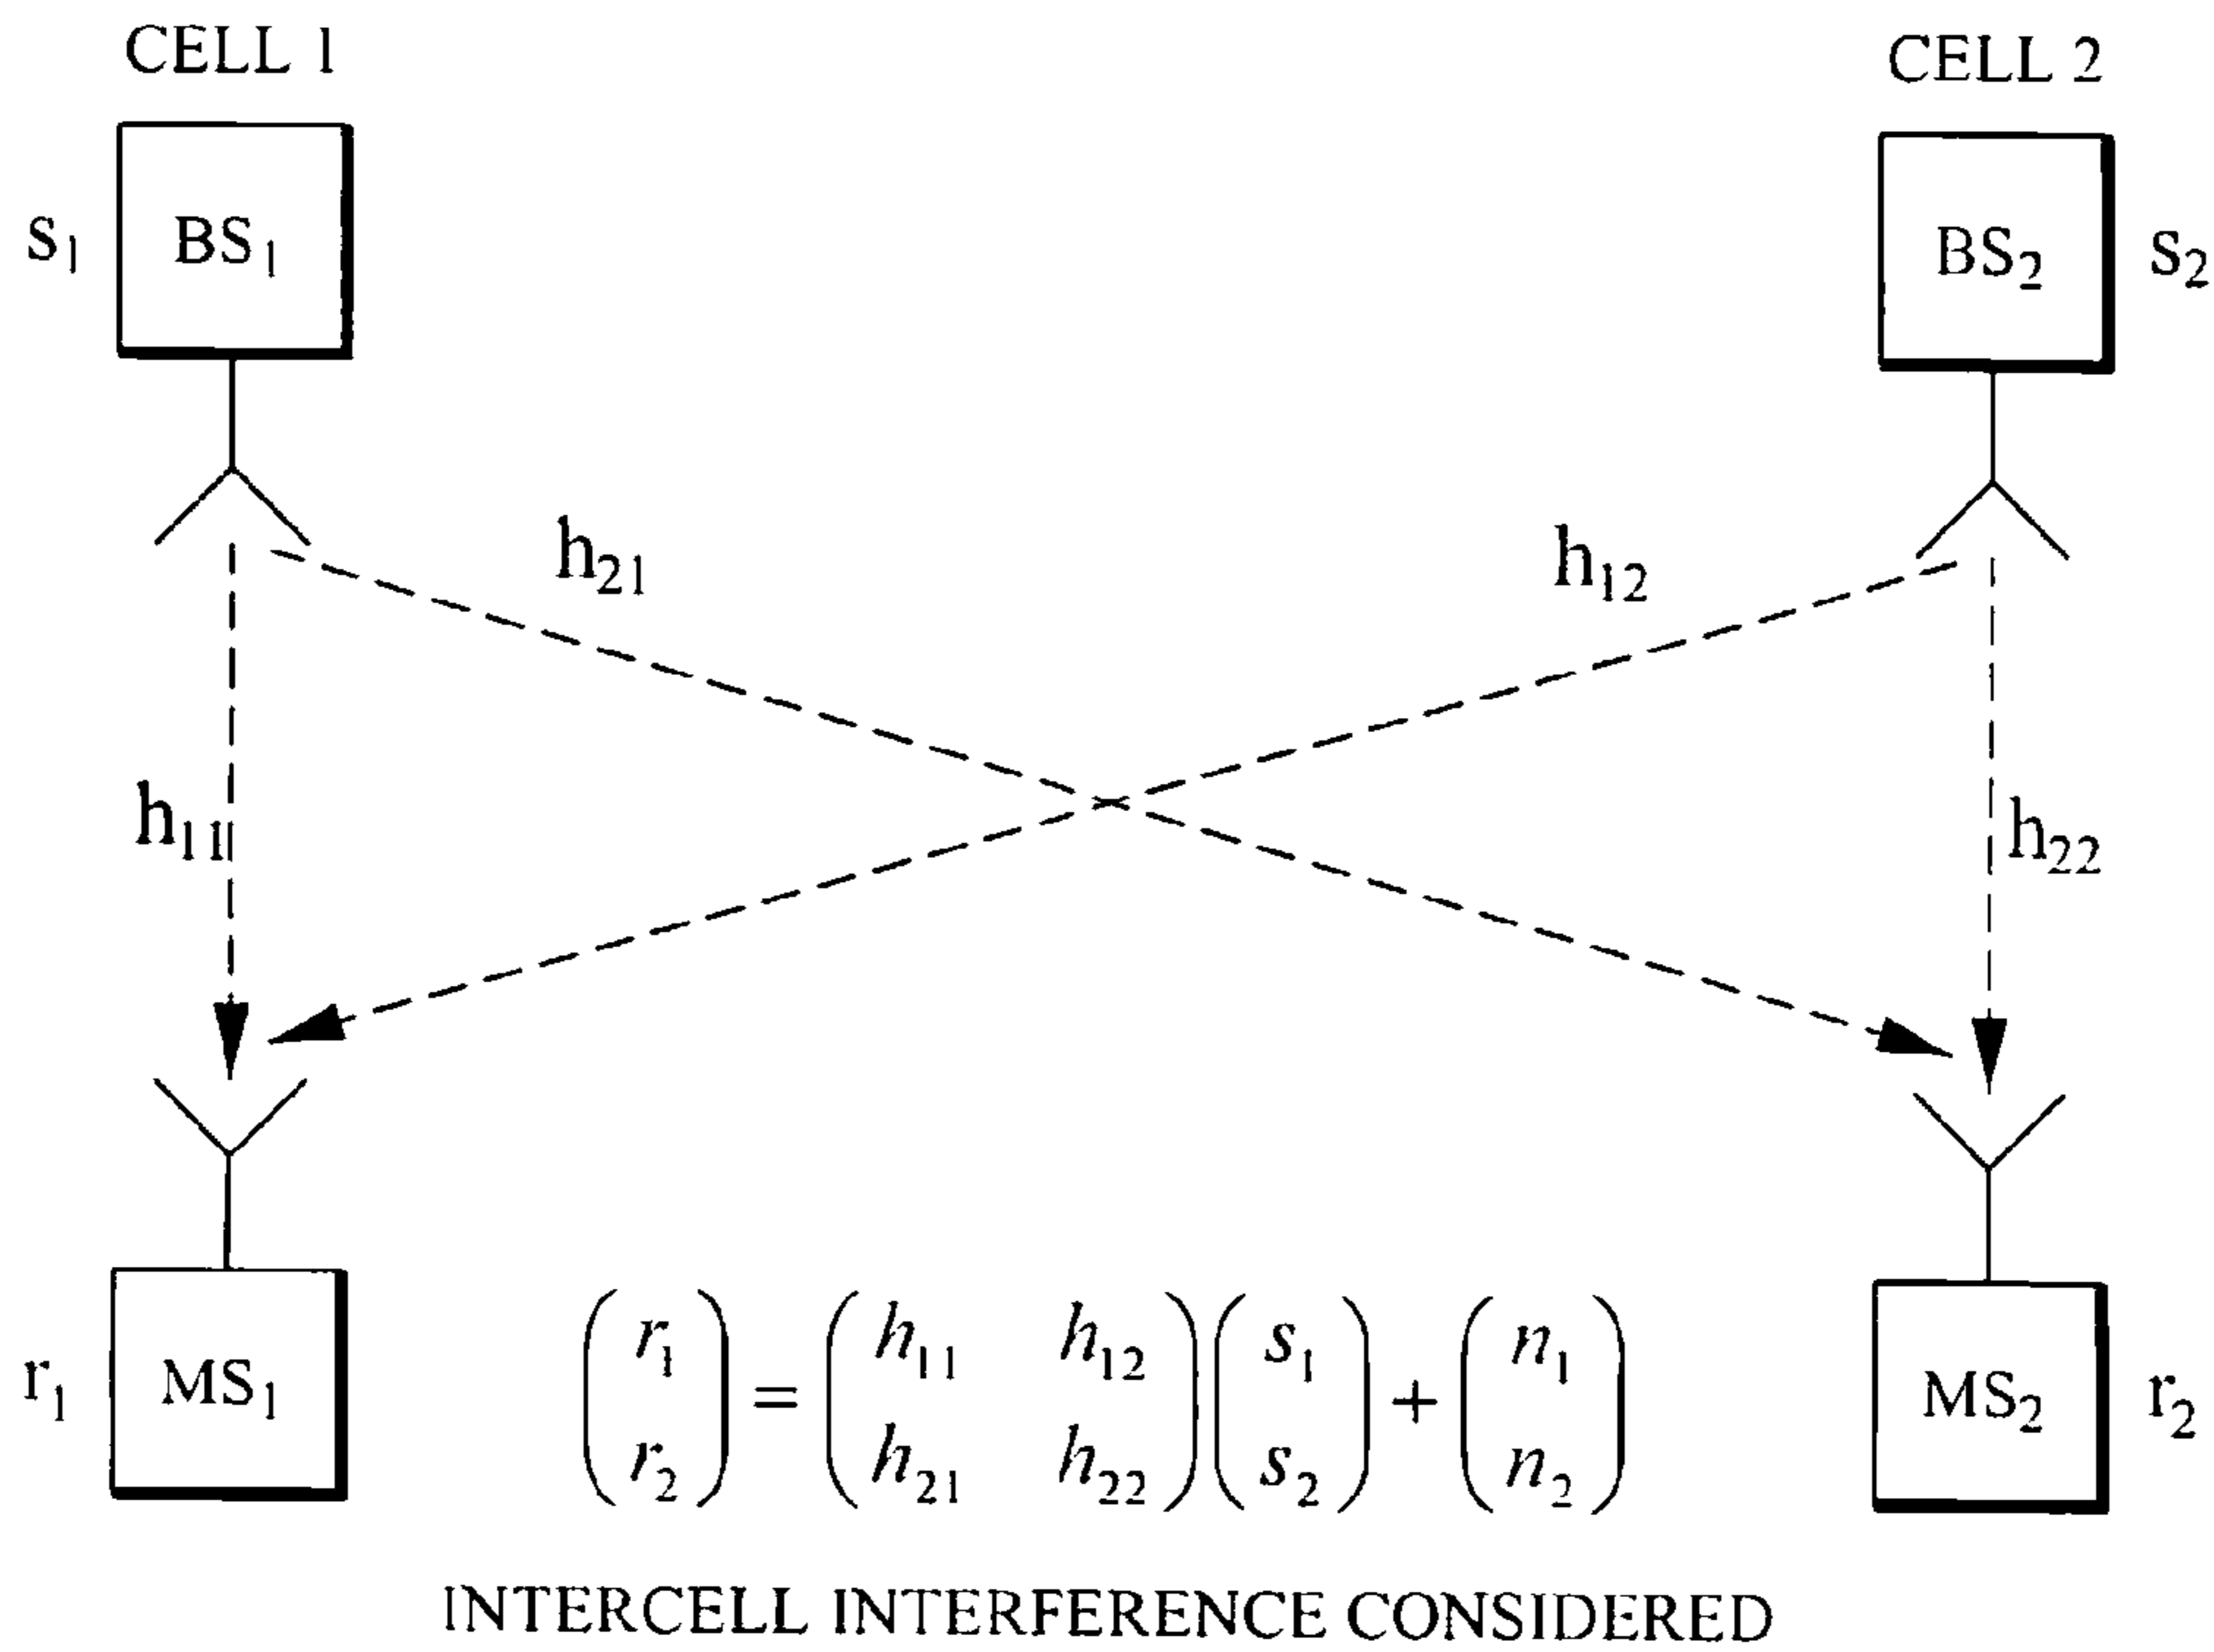 CELL 1
CELL 2
s1 BS1
BS2 s2
h21
h12
h11
h22
r1 MS1
(r1 r2) = (h11 h12 h21 h22)(s1 s2) + (n1 n2)
MS2 r2
INTERCELL INTERFERENCE CONSIDERED